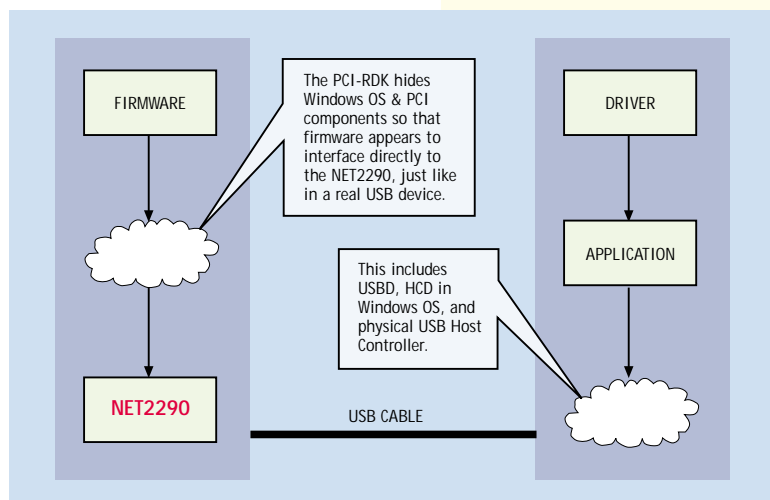 FIRMWARE
The PCI-RDK hides
Windows OS & PCI
components so that
firmware appears to
interface directly to
the NET2290, just like
in a real USB device.
DRIVER
This includes
USBD, HCD in
Windows OS, and
physical USB Host
Controller.
APPLICATION
NET2290
USB CABLE